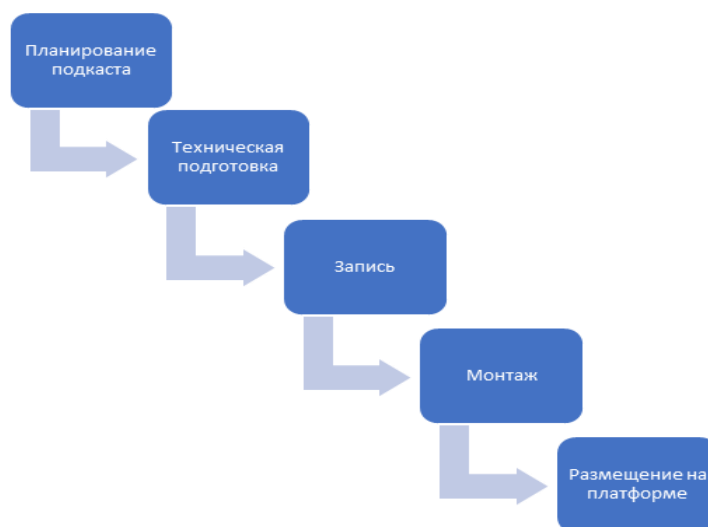 Планирование
подкаста
Техническая
подготовка
Запись
Монтаж
Размещение на
платформе